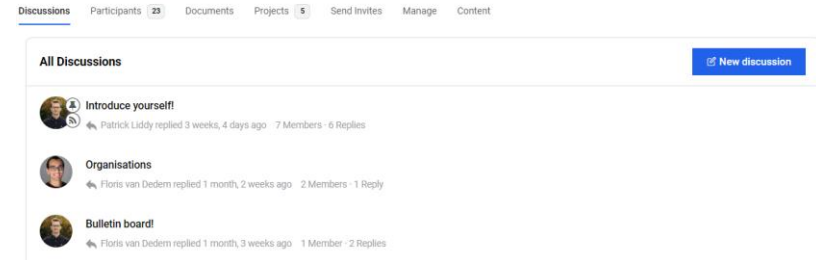 Discussions Participants 23 Documents Projects 5 Send Invites Manage Content
All Discussions New discussion
Introduce yourself!
Patrick Liddy replied 3 weeks, 4 days ago 7 Members · 6 Replies
Organisations
Floris van Dedem replied 1 month, 2 weeks ago 2 Members · 1 Reply
Bulletin board!
Floris van Dedem replied 1 month, 3 weeks ago 1 Member · 2 Replies